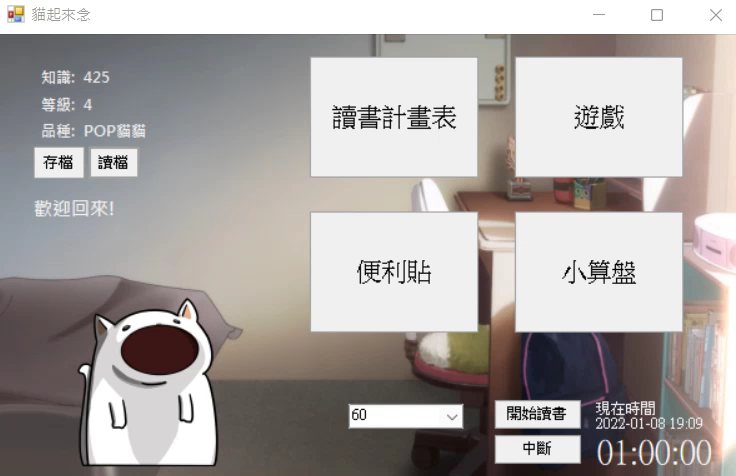 貓起來念
知識: 425
等級: 4
品種: POP貓貓
存檔 讀檔
歡迎回來!
讀書計畫表 遊戲
便利貼 小算盤
60
開始讀書
中斷
現在時間
2022-01-08 19:09
01:00:00